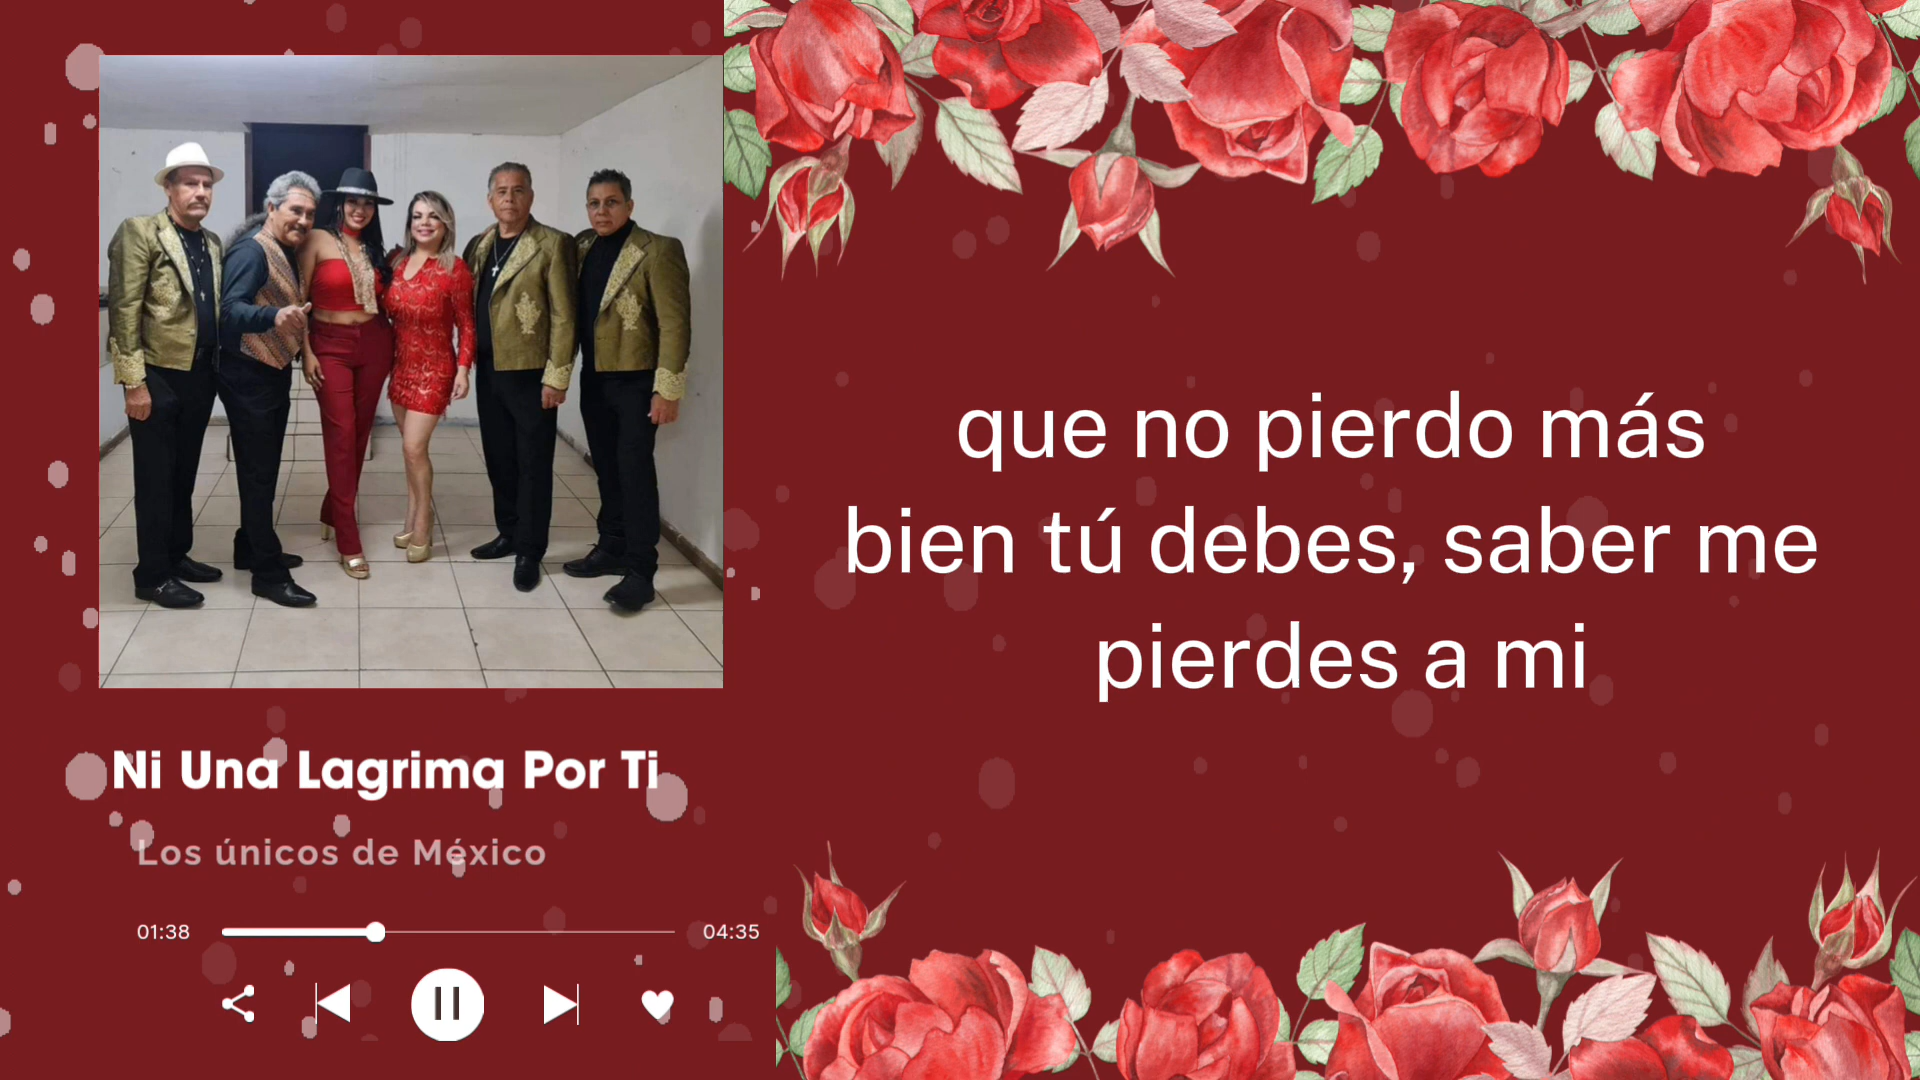 Ni Una Lagrima Por Ti
Los únicos de México
01:38
04:35
que no pierdo más
bien tú debes, saber me
pierdes a mi